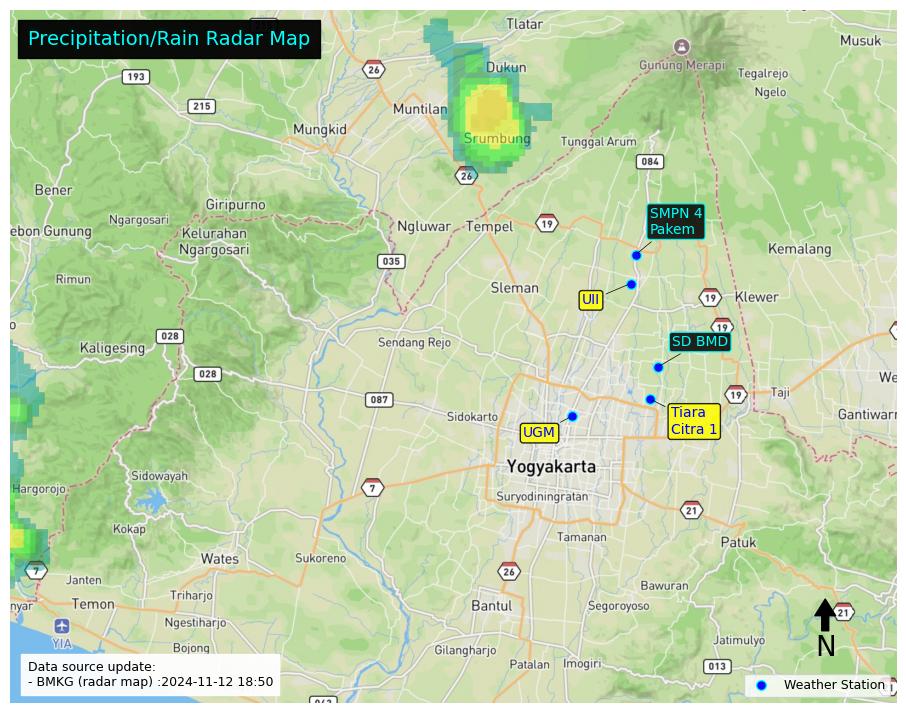 Precipitation/Rain Radar Map
Tlatar
Musuk
26
193
Dukun
Gunung Merapi
Tegalrejo
Ngelo
215
Muntilan
Mungkid
Srumbung
Tunggal Arum
084
26
Bener
Giripurno
Ngargosari
ebon Gunung
Kelurahan
Ngargosari
Ngluwar
Tempel
19
SMPN 4
Pakem
Kemalang
035
Rimun
Sleman
UII
19
Klewer
19
028
Kaligesing
Sendang Rejo
SD BMD
028
087
19
Taji
We
Sidokarto
UGM
Tiara
Citra 1
Gantiwarr
Yogyakarta
Sidowayah
Hargorojo
7
Suryodiningratan
21
Kokap
Tamanan
Patuk
Wates
Sukoreno
7
Janten
26
Bawuran
nyar
Temon
Triharjo
Bantul
Segoroyoso
21
Ngestiharjo
YIA
Bojong
Gilangharjo
Jatimulyo
N
Patalan
Imogiri
013
Data source update:
- BMKG (radar map) :2024-11-12 18:50
Weather Station